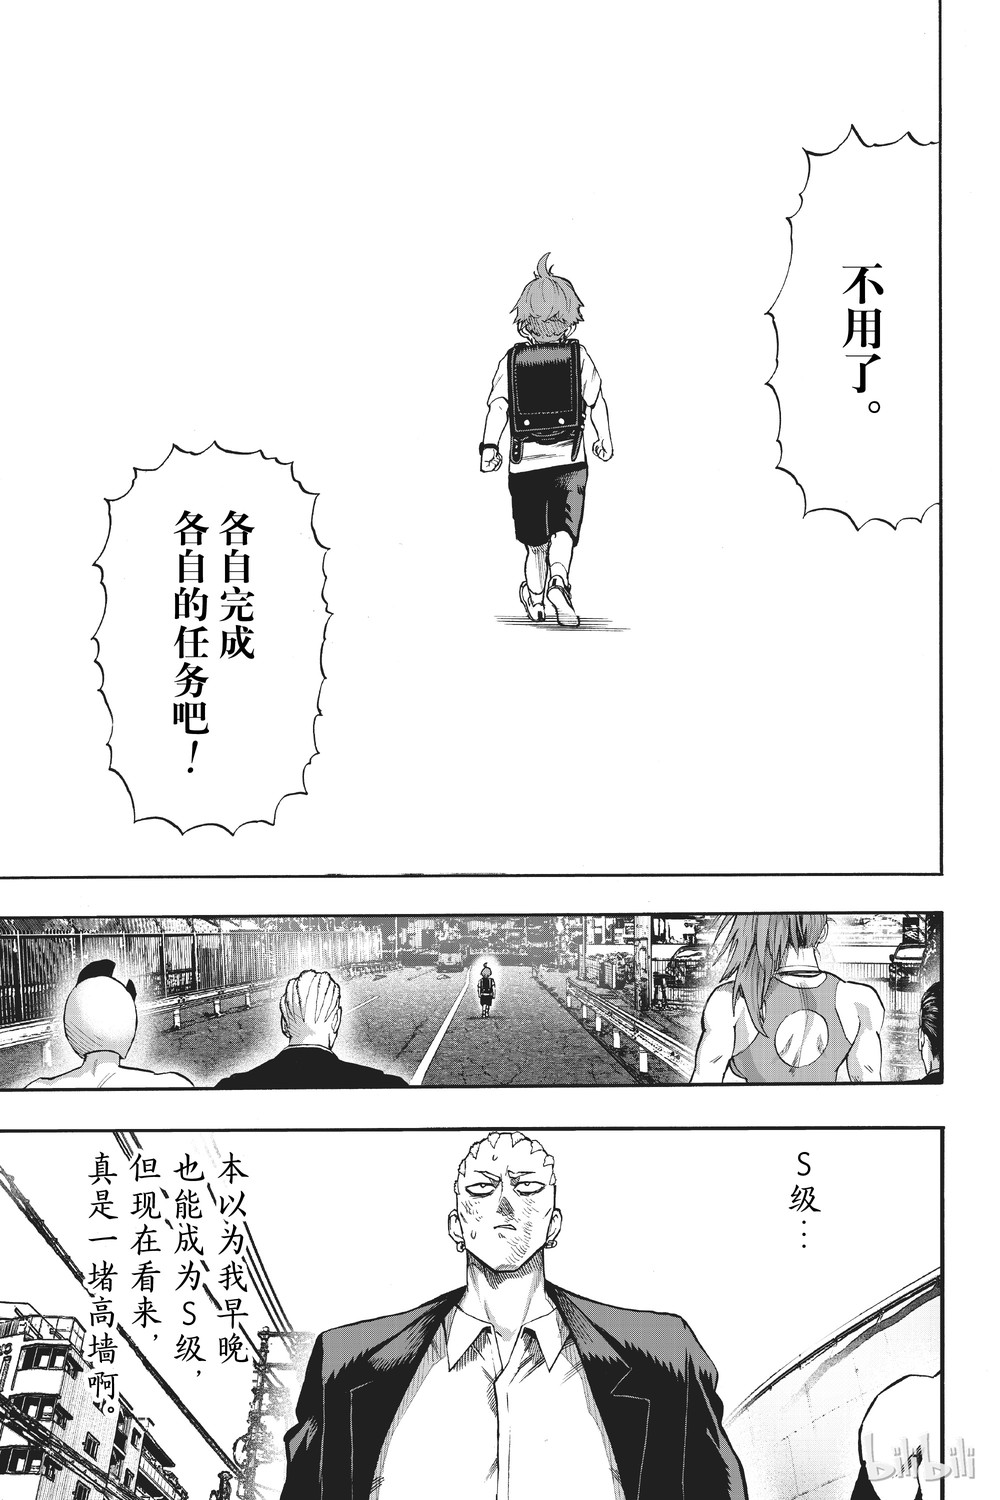 不用了。
各自完成
各自的任务吧！
S级…
本以为我早晚
也能成为S级，
但现在看来，
真是一堵高墙啊。
bilibili